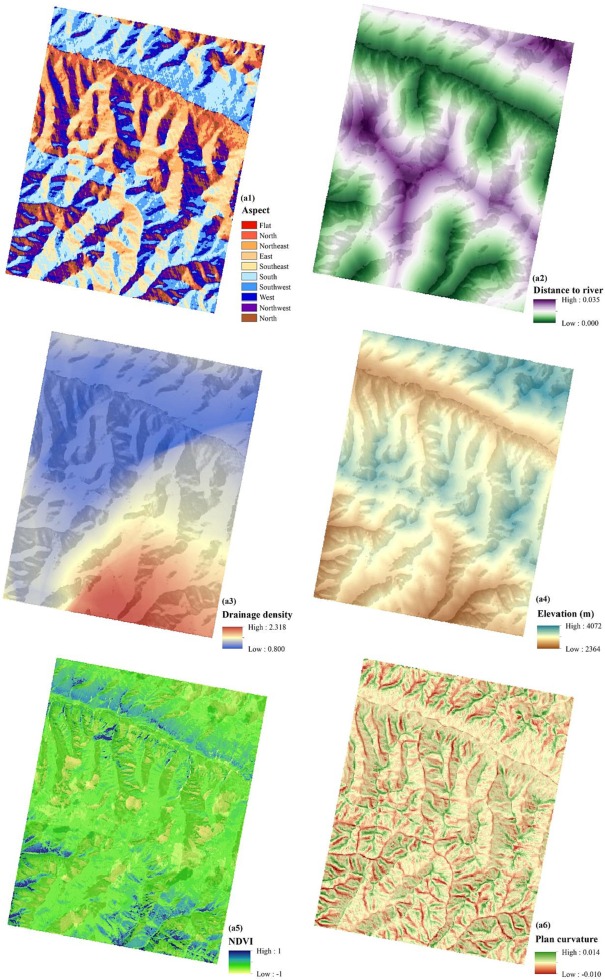 (a1)
Aspect
Flat
North
Northeast
East
Southeast
South
Southwest
West
Northwest
North
(a2)
Distance to river
High : 0.035
Low : 0.000
(a3)
Drainage density
High : 2.318
Low : 0.800
(a4)
Elevation (m)
High : 4072
Low : 2364
(a5)
NDVI
High : 1
Low : -1
(a6)
Plan curvature
High : 0.014
Low : -0.010